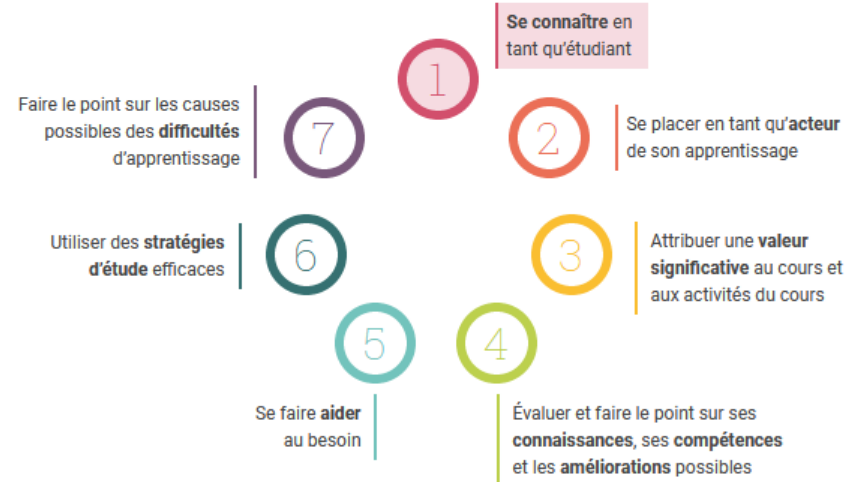 1
Se connaître en
tant qu'étudiant
2
Se placer en tant qu'acteur
de son apprentissage
3
Attribuer une valeur
significative au cours et
aux activités du cours
4
Évaluer et faire le point sur ses
connaissances, ses compétences
et les améliorations possibles
5
Se faire aider
au besoin
6
Utiliser des stratégies
d'étude efficaces
7
Faire le point sur les causes
possibles des difficultés
d'apprentissage